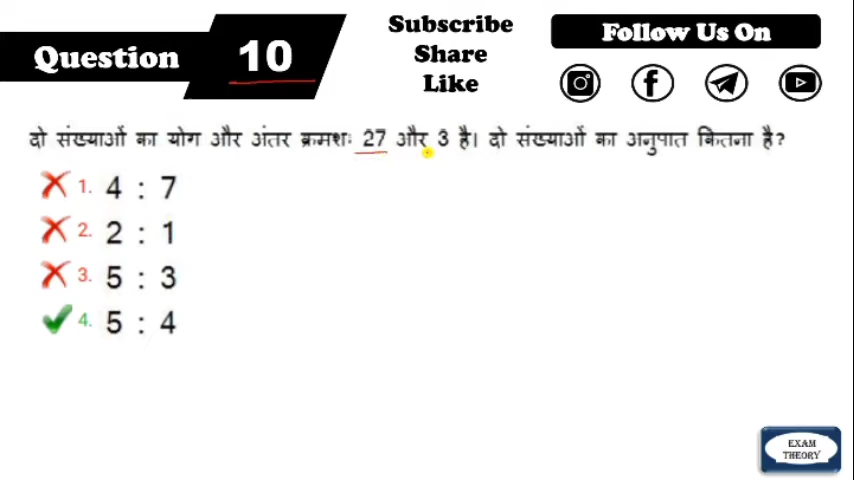 Question 10
Subscribe
Share
Like
Follow Us On
दो संख्याओं का योग और अंतर क्रमशः 27 और 3 है। दो संख्याओं का अनुपात कितना है?
1. 4 : 7
2. 2 : 1
3. 5 : 3
4. 5 : 4
EXAM
THEORY